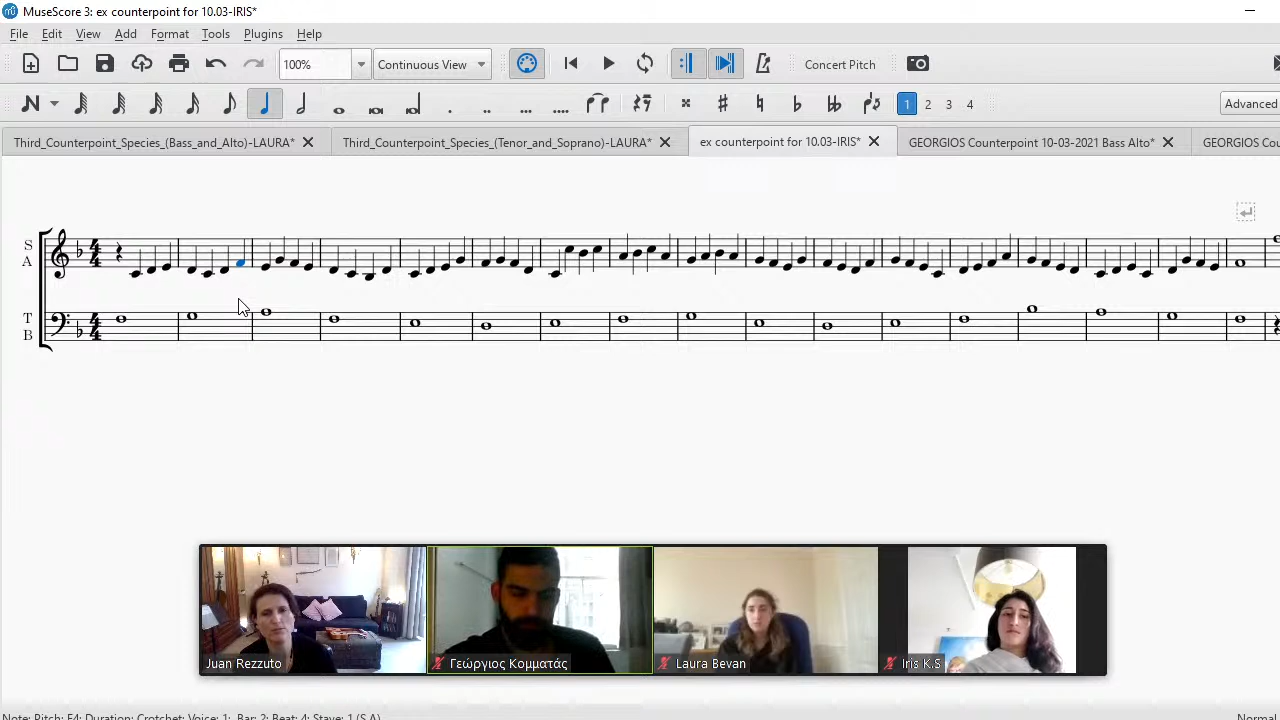 MuseScore 3: ex counterpoint for 10.03-IRIS*
File Edit View Add Format Tools Plugins Help
100% Continuous View Concert Pitch
1 2 3 4 Advanced
Third_Counterpoint_Species_(Bass_and_Alto)-LAURA* Third_Counterpoint_Species_(Tenor_and_Soprano)-LAURA* ex counterpoint for 10.03-IRIS* GEORGIOS Counterpoint 10-03-2021 Bass Alto* GEORGIOS Cou
S
A
T
B
Juan Rezzuto Γεώργιος Κομματάς Laura Bevan Iris K.S
Note; Pitch: F4; Duration: Crotchet; Voice: 1; Bar: 2; Beat: 4; Stave: 1 (S A) Normal